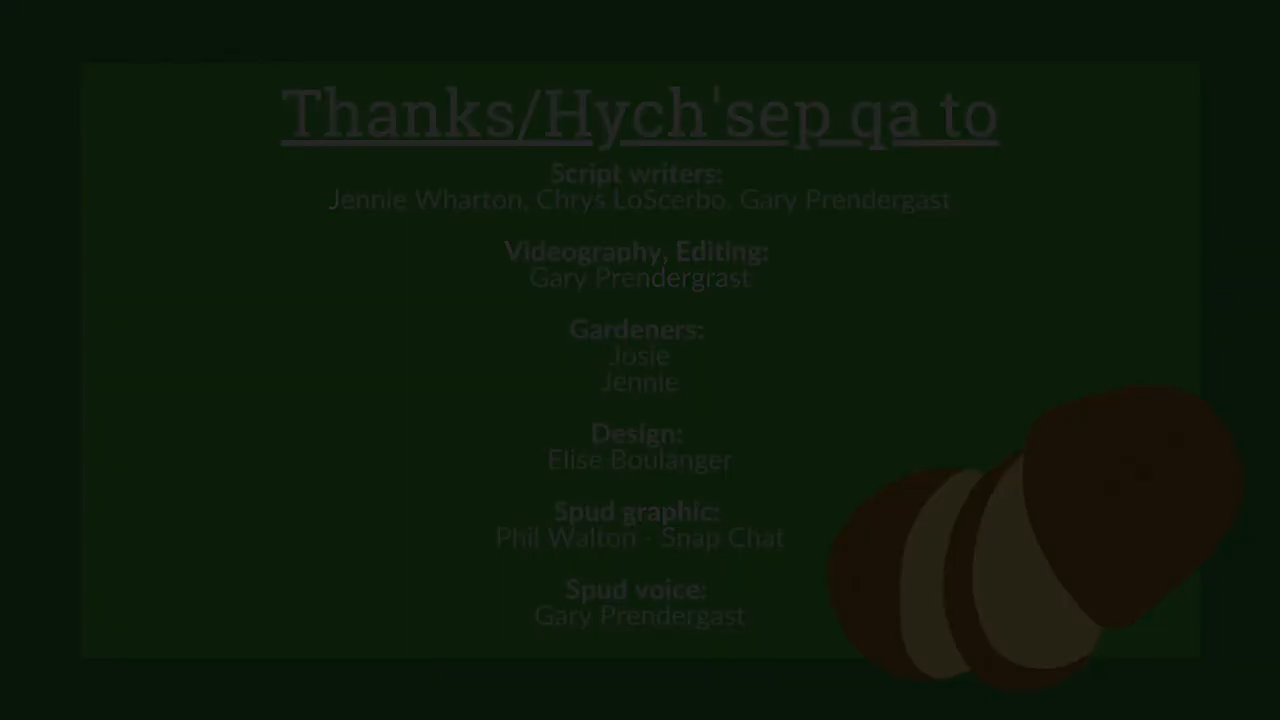 Thanks/Hych'sep qa to
Script writers:
Jennie Wharton, Chrys LoScerbo, Gary Prendergast
Videography, Editing:
Gary Prendergrast
Gardeners:
Josie
Jennie
Design:
Elise Boulanger
Spud graphic:
Phil Walton - Snap Chat
Spud voice:
Gary Prendergast